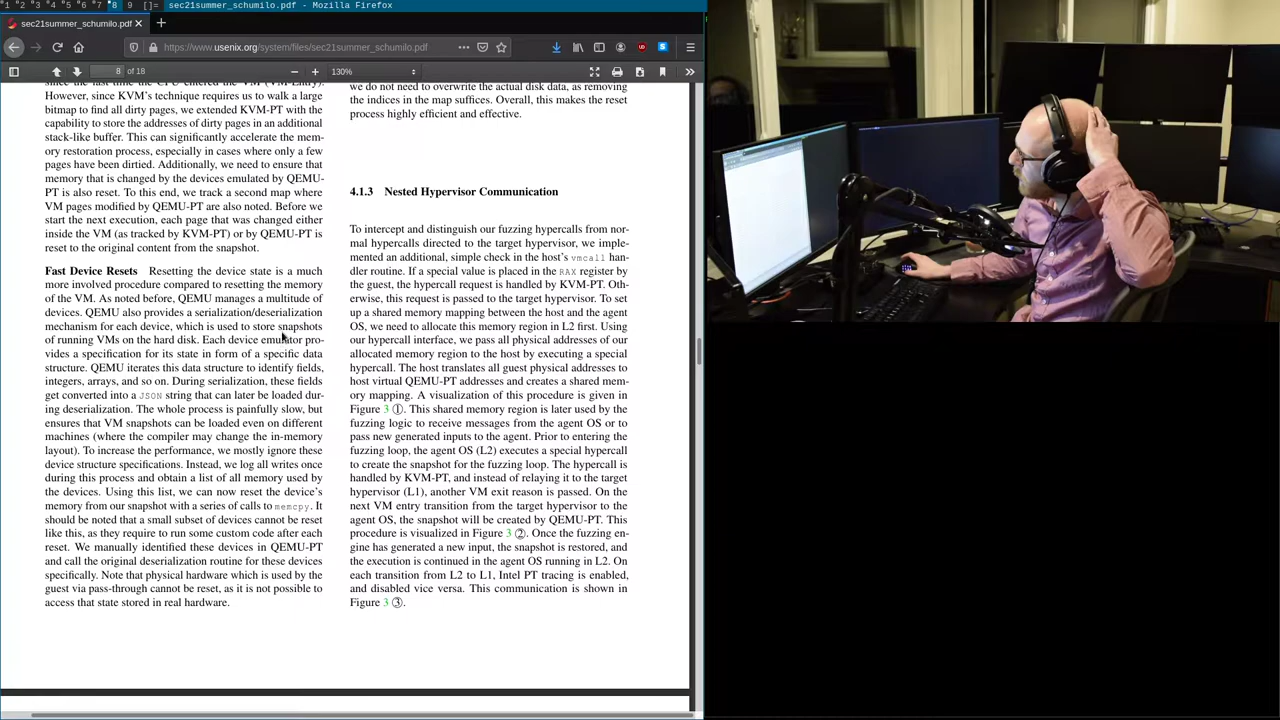 1 2 3 4 5 6 7 8 9 []= sec21summer_schumilo.pdf - Mozilla Firefox
sec21summer_schumilo.pdf
https://www.usenix.org/system/files/sec21summer_schumilo.pdf
8 of 18
130%
However, since KVM's technique requires us to walk a large
bitmap to find all dirty pages, we extended KVM-PT with the
capability to store the addresses of dirty pages in an additional
stack-like buffer. This can significantly accelerate the mem-
ory restoration process, especially in cases where only a few
pages have been dirtied. Additionally, we need to ensure that
memory that is changed by the devices emulated by QEMU-
PT is also reset. To this end, we track a second map where
VM pages modified by QEMU-PT are also noted. Before we
start the next execution, each page that was changed either
inside the VM (as tracked by KVM-PT) or by QEMU-PT is
reset to the original content from the snapshot.
Fast Device Resets Resetting the device state is a much
more involved procedure compared to resetting the memory
of the VM. As noted before, QEMU manages a multitude of
devices. QEMU also provides a serialization/deserialization
mechanism for each device, which is used to store snapshots
of running VMs on the hard disk. Each device emulator pro-
vides a specification for its state in form of a specific data
structure. QEMU iterates this data structure to identify fields,
integers, arrays, and so on. During serialization, these fields
get converted into a JSON string that can later be loaded dur-
ing deserialization. The whole process is painfully slow, but
ensures that VM snapshots can be loaded even on different
machines (where the compiler may change the in-memory
layout). To increase the performance, we mostly ignore these
device structure specifications. Instead, we log all writes once
during this process and obtain a list of all memory used by
the devices. Using this list, we can now reset the device's
memory from our snapshot with a series of calls to memcpy. It
should be noted that a small subset of devices cannot be reset
like this, as they require to run some custom code after each
reset. We manually identified these devices in QEMU-PT
and call the original deserialization routine for these devices
specifically. Note that physical hardware which is used by the
guest via pass-through cannot be reset, as it is not possible to
access that state stored in real hardware.
we do not need to overwrite the actual disk data, as removing
the indices in the map suffices. Overall, this makes the reset
process highly efficient and effective.
4.1.3 Nested Hypervisor Communication
To intercept and distinguish our fuzzing hypercalls from nor-
mal hypercalls directed to the target hypervisor, we imple-
mented an additional, simple check in the host's vmcall han-
dler routine. If a special value is placed in the RAX register by
the guest, the hypercall request is handled by KVM-PT. Oth-
erwise, this request is passed to the target hypervisor. To set
up a shared memory mapping between the host and the agent
OS, we need to allocate this memory region in L2 first. Using
our hypercall interface, we pass all physical addresses of our
allocated memory region to the host by executing a special
hypercall. The host translates all guest physical addresses to
host virtual QEMU-PT addresses and creates a shared mem-
ory mapping. A visualization of this procedure is given in
Figure 3 ①. This shared memory region is later used by the
fuzzing logic to receive messages from the agent OS or to
pass new generated inputs to the agent. Prior to entering the
fuzzing loop, the agent OS (L2) executes a special hypercall
to create the snapshot for the fuzzing loop. The hypercall is
handled by KVM-PT, and instead of relaying it to the target
hypervisor (L1), another VM exit reason is passed. On the
next VM entry transition from the target hypervisor to the
agent OS, the snapshot will be created by QEMU-PT. This
procedure is visualized in Figure 3 ②. Once the fuzzing en-
gine has generated a new input, the snapshot is restored, and
the execution is continued in the agent OS running in L2. On
each transition from L2 to L1, Intel PT tracing is enabled,
and disabled vice versa. This communication is shown in
Figure 3 ③.